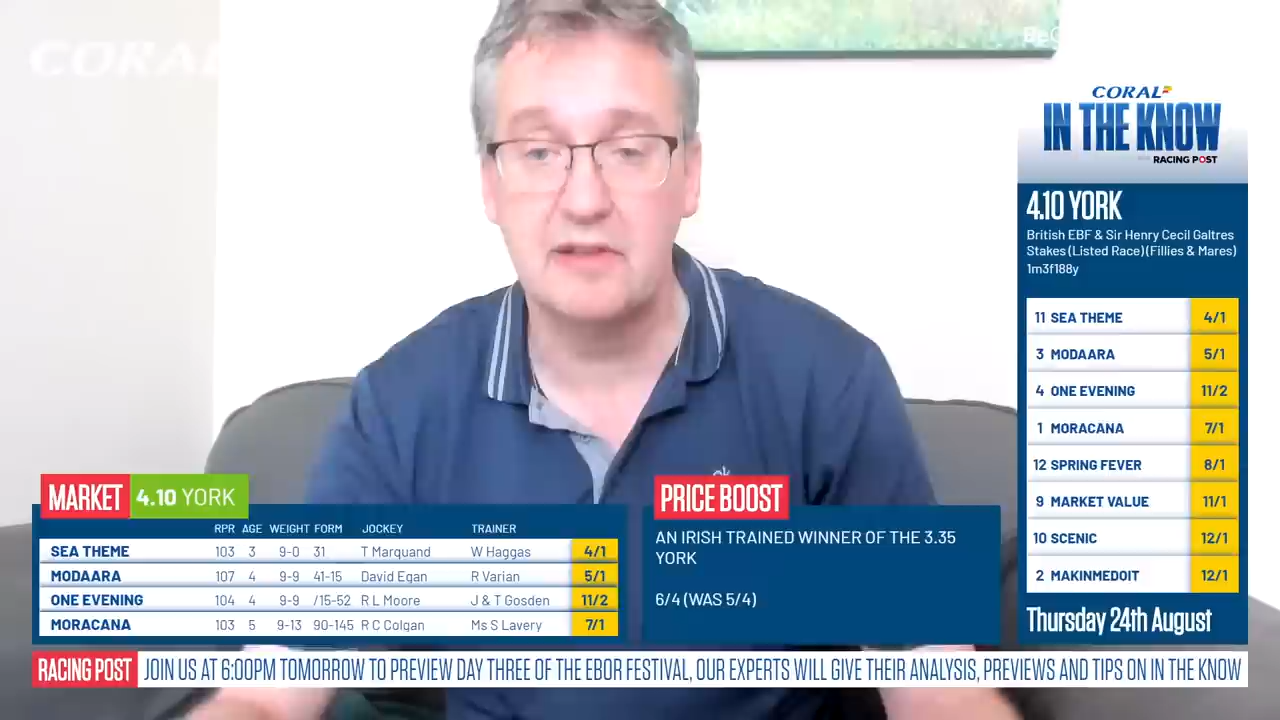 CORAL
BeG
CORAL
IN THE KNOW
RACING POST
4.10 YORK
British EBF & Sir Henry Cecil Galtres
Stakes (Listed Race) (Fillies & Mares)
1m3f188y
11 SEA THEME 4/1
3 MODAARA 5/1
4 ONE EVENING 11/2
1 MORACANA 7/1
12 SPRING FEVER 8/1
9 MARKET VALUE 11/1
10 SCENIC 12/1
2 MAKINMEDOIT 12/1
Thursday 24th August
MARKET 4.10 YORK
RPR AGE WEIGHT FORM JOCKEY TRAINER
SEA THEME 103 3 9-0 31 T Marquand W Haggas 4/1
MODAARA 107 4 9-9 41-15 David Egan R Varian 5/1
ONE EVENING 104 4 9-9 /15-52 R L Moore J & T Gosden 11/2
MORACANA 103 5 9-13 90-145 R C Colgan Ms S Lavery 7/1
PRICE BOOST
AN IRISH TRAINED WINNER OF THE 3.35
YORK
6/4 (WAS 5/4)
RACING POST JOIN US AT 6:00PM TOMORROW TO PREVIEW DAY THREE OF THE EBOR FESTIVAL, OUR EXPERTS WILL GIVE THEIR ANALYSIS, PREVIEWS AND TIPS ON IN THE KNOW